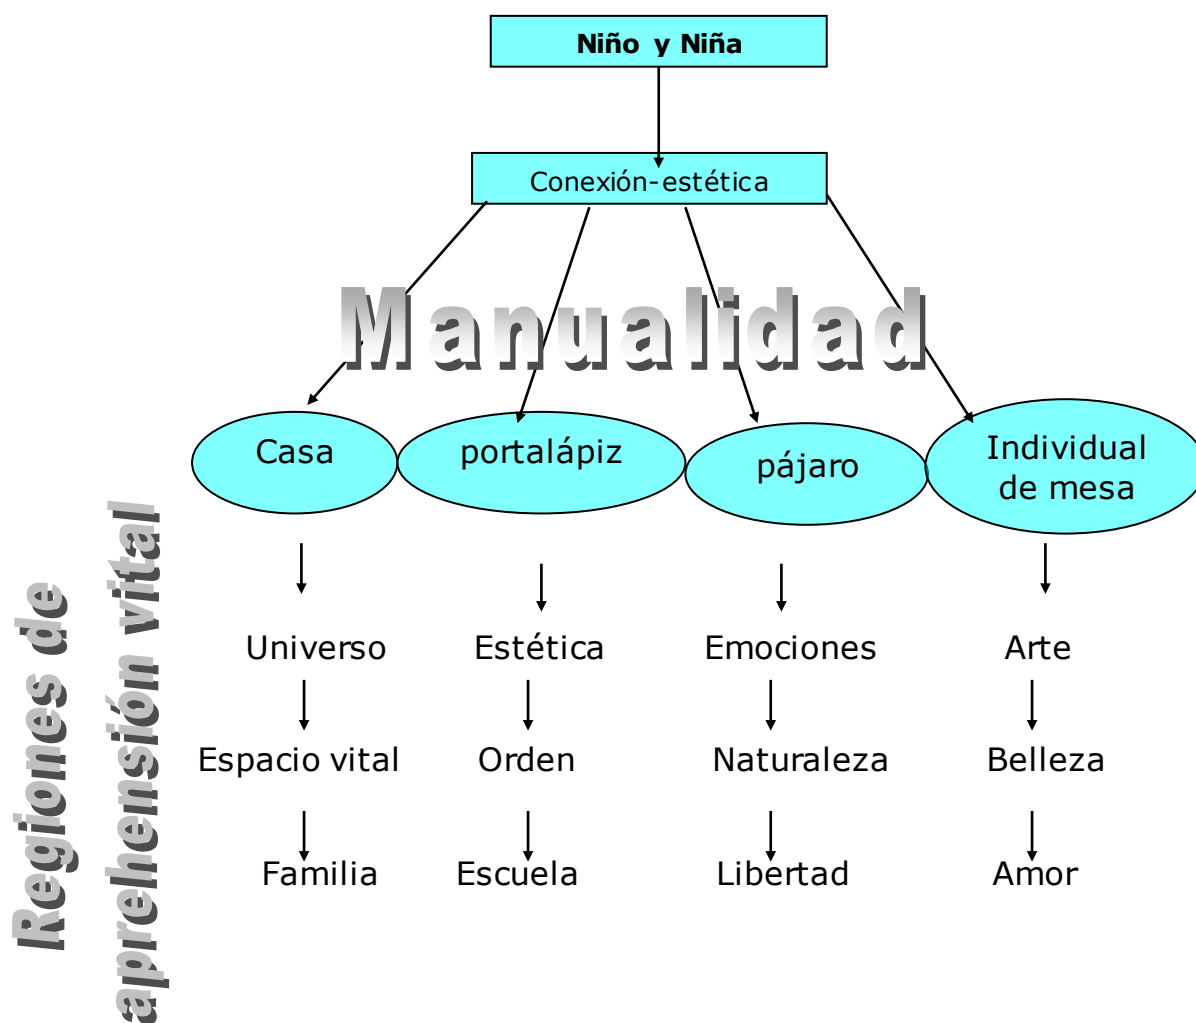 Niño y Niña
Conexión-estética
Manualidad
Casa
portalápiz
pájaro
Individual
de mesa
Regiones de
aprehensión vital
Universo
Estética
Emociones
Arte
Espacio vital
Orden
Naturaleza
Belleza
Familia
Escuela
Libertad
Amor